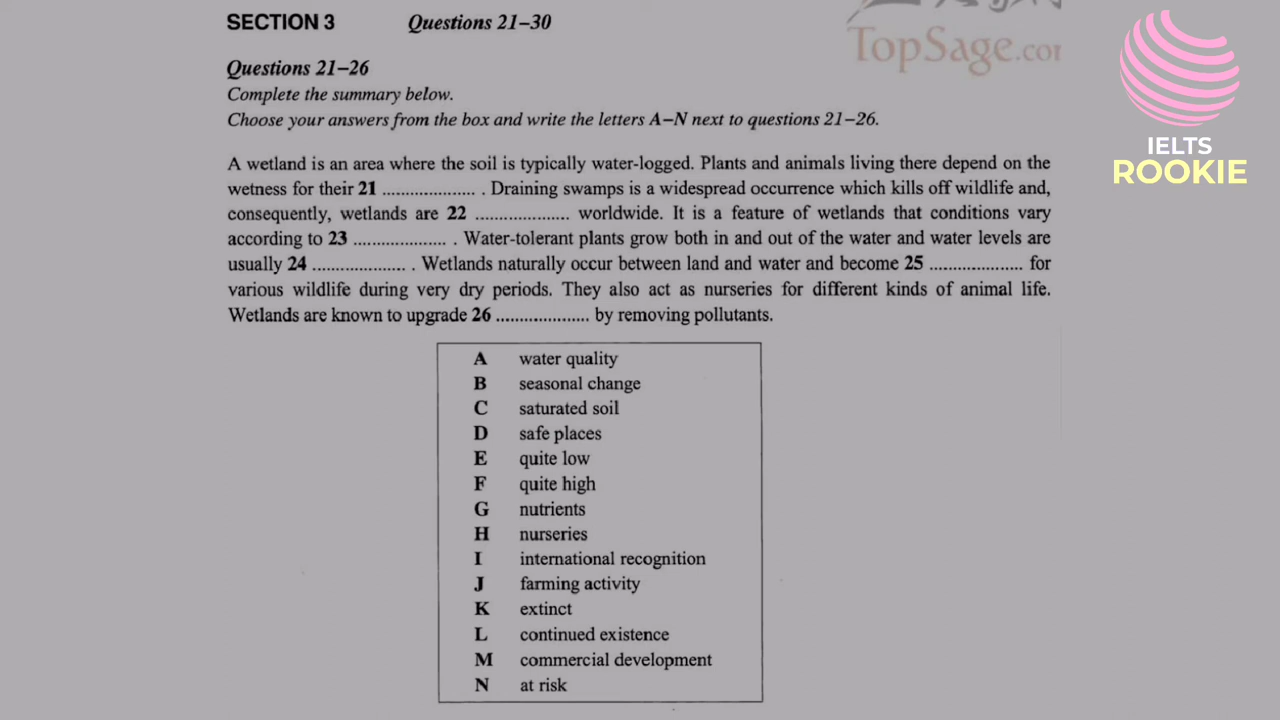 SECTION 3 Questions 21–30
TopSage.com
IELTS
ROOKIE
Questions 21–26
Complete the summary below.
Choose your answers from the box and write the letters A–N next to questions 21–26.
A wetland is an area where the soil is typically water-logged. Plants and animals living there depend on the
wetness for their 21 .................... . Draining swamps is a widespread occurrence which kills off wildlife and,
consequently, wetlands are 22 .................... worldwide. It is a feature of wetlands that conditions vary
according to 23 .................... . Water-tolerant plants grow both in and out of the water and water levels are
usually 24 .................... . Wetlands naturally occur between land and water and become 25 .................... for
various wildlife during very dry periods. They also act as nurseries for different kinds of animal life.
Wetlands are known to upgrade 26 .................... by removing pollutants.
A water quality
B seasonal change
C saturated soil
D safe places
E quite low
F quite high
G nutrients
H nurseries
I international recognition
J farming activity
K extinct
L continued existence
M commercial development
N at risk